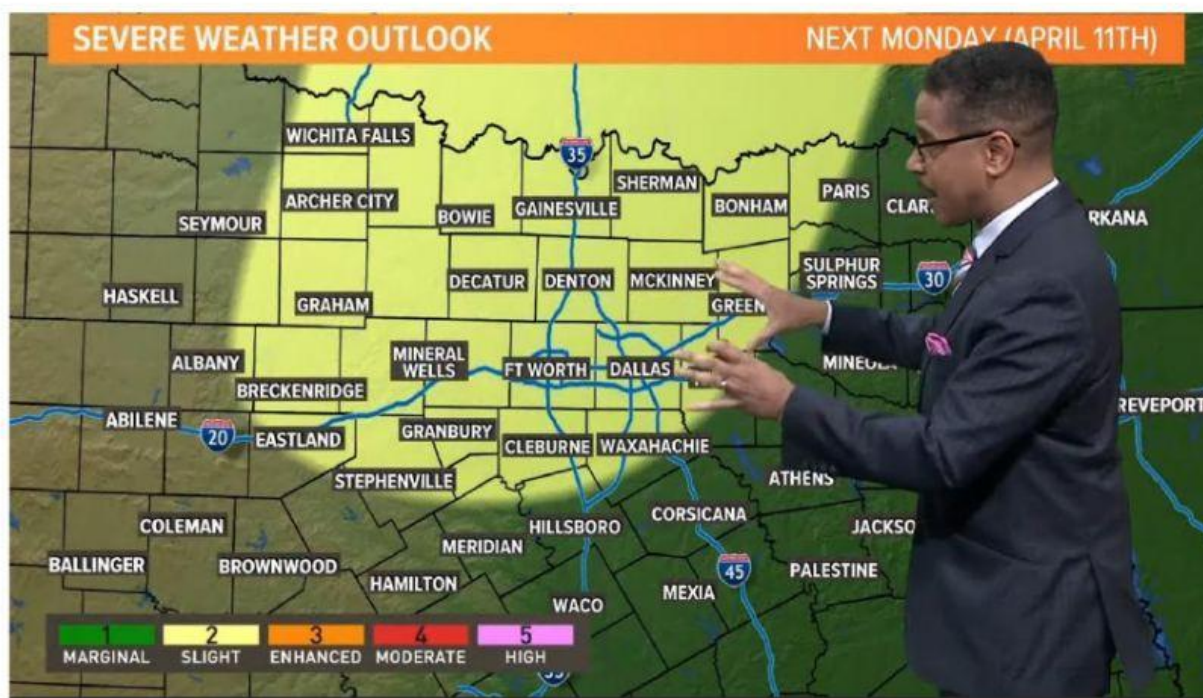 SEVERE WEATHER OUTLOOK
NEXT MONDAY (APRIL 11TH)
WICHITA FALLS
35
SHERMAN
ARCHER CITY
BOWIE
GAINESVILLE
BONHAM
PARIS
SEYMOUR
HASKELL
GRAHAM
DECATUR
DENTON
MCKINNEY
SULPHUR
SPRINGS
30
ALBANY
MINERAL
WELLS
FT WORTH
DALLAS
BRECKENRIDGE
ABILENE
20
EASTLAND
GRANBURY
CLEBURNE
WAXAHACHIE
STEPHENVILLE
ATHENS
COLEMAN
HILLSBORO
CORSICANA
BALLINGER
BROWNWOOD
MERIDIAN
HAMILTON
45
PALESTINE
WACO
MEXIA
1
2
3
4
5
MARGINAL
SLIGHT
ENHANCED
MODERATE
HIGH